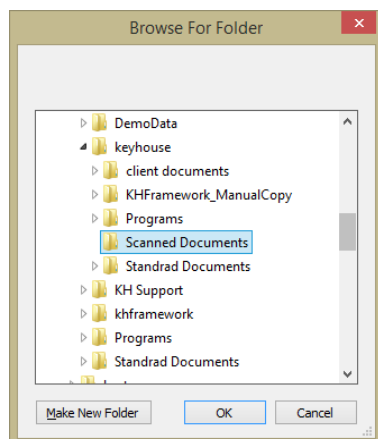 Browse For Folder
DemoData
keyhouse
client documents
KHFramework_ManualCopy
Programs
Scanned Documents
Standrad Documents
KH Support
khframework
Programs
Standrad Documents
Make New Folder
OK
Cancel